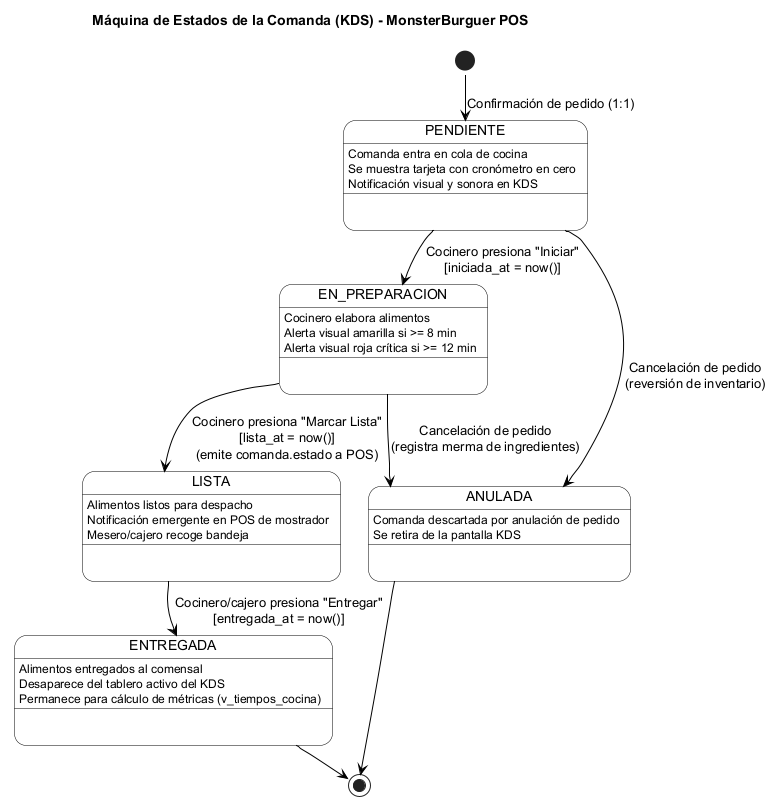 Máquina de Estados de la Comanda (KDS) - MonsterBurguer POS
Confirmación de pedido (1:1)
PENDIENTE
Comanda entra en cola de cocina
Se muestra tarjeta con cronómetro en cero
Notificación visual y sonora en KDS
Cocinero presiona "Iniciar"
[iniciada_at = now()]
EN_PREPARACION
Cocinero elabora alimentos
Alerta visual amarilla si >= 8 min
Alerta visual roja crítica si >= 12 min
Cancelación de pedido
(reversión de inventario)
Cocinero presiona "Marcar Lista"
[lista_at = now()]
(emite comanda.estado a POS)
Cancelación de pedido
(registra merma de ingredientes)
LISTA
Alimentos listos para despacho
Notificación emergente en POS de mostrador
Mesero/cajero recoge bandeja
ANULADA
Comanda descartada por anulación de pedido
Se retira de la pantalla KDS
Cocinero/cajero presiona "Entregar"
[entregada_at = now()]
ENTREGADA
Alimentos entregados al comensal
Desaparece del tablero activo del KDS
Permanece para cálculo de métricas (v_tiempos_cocina)